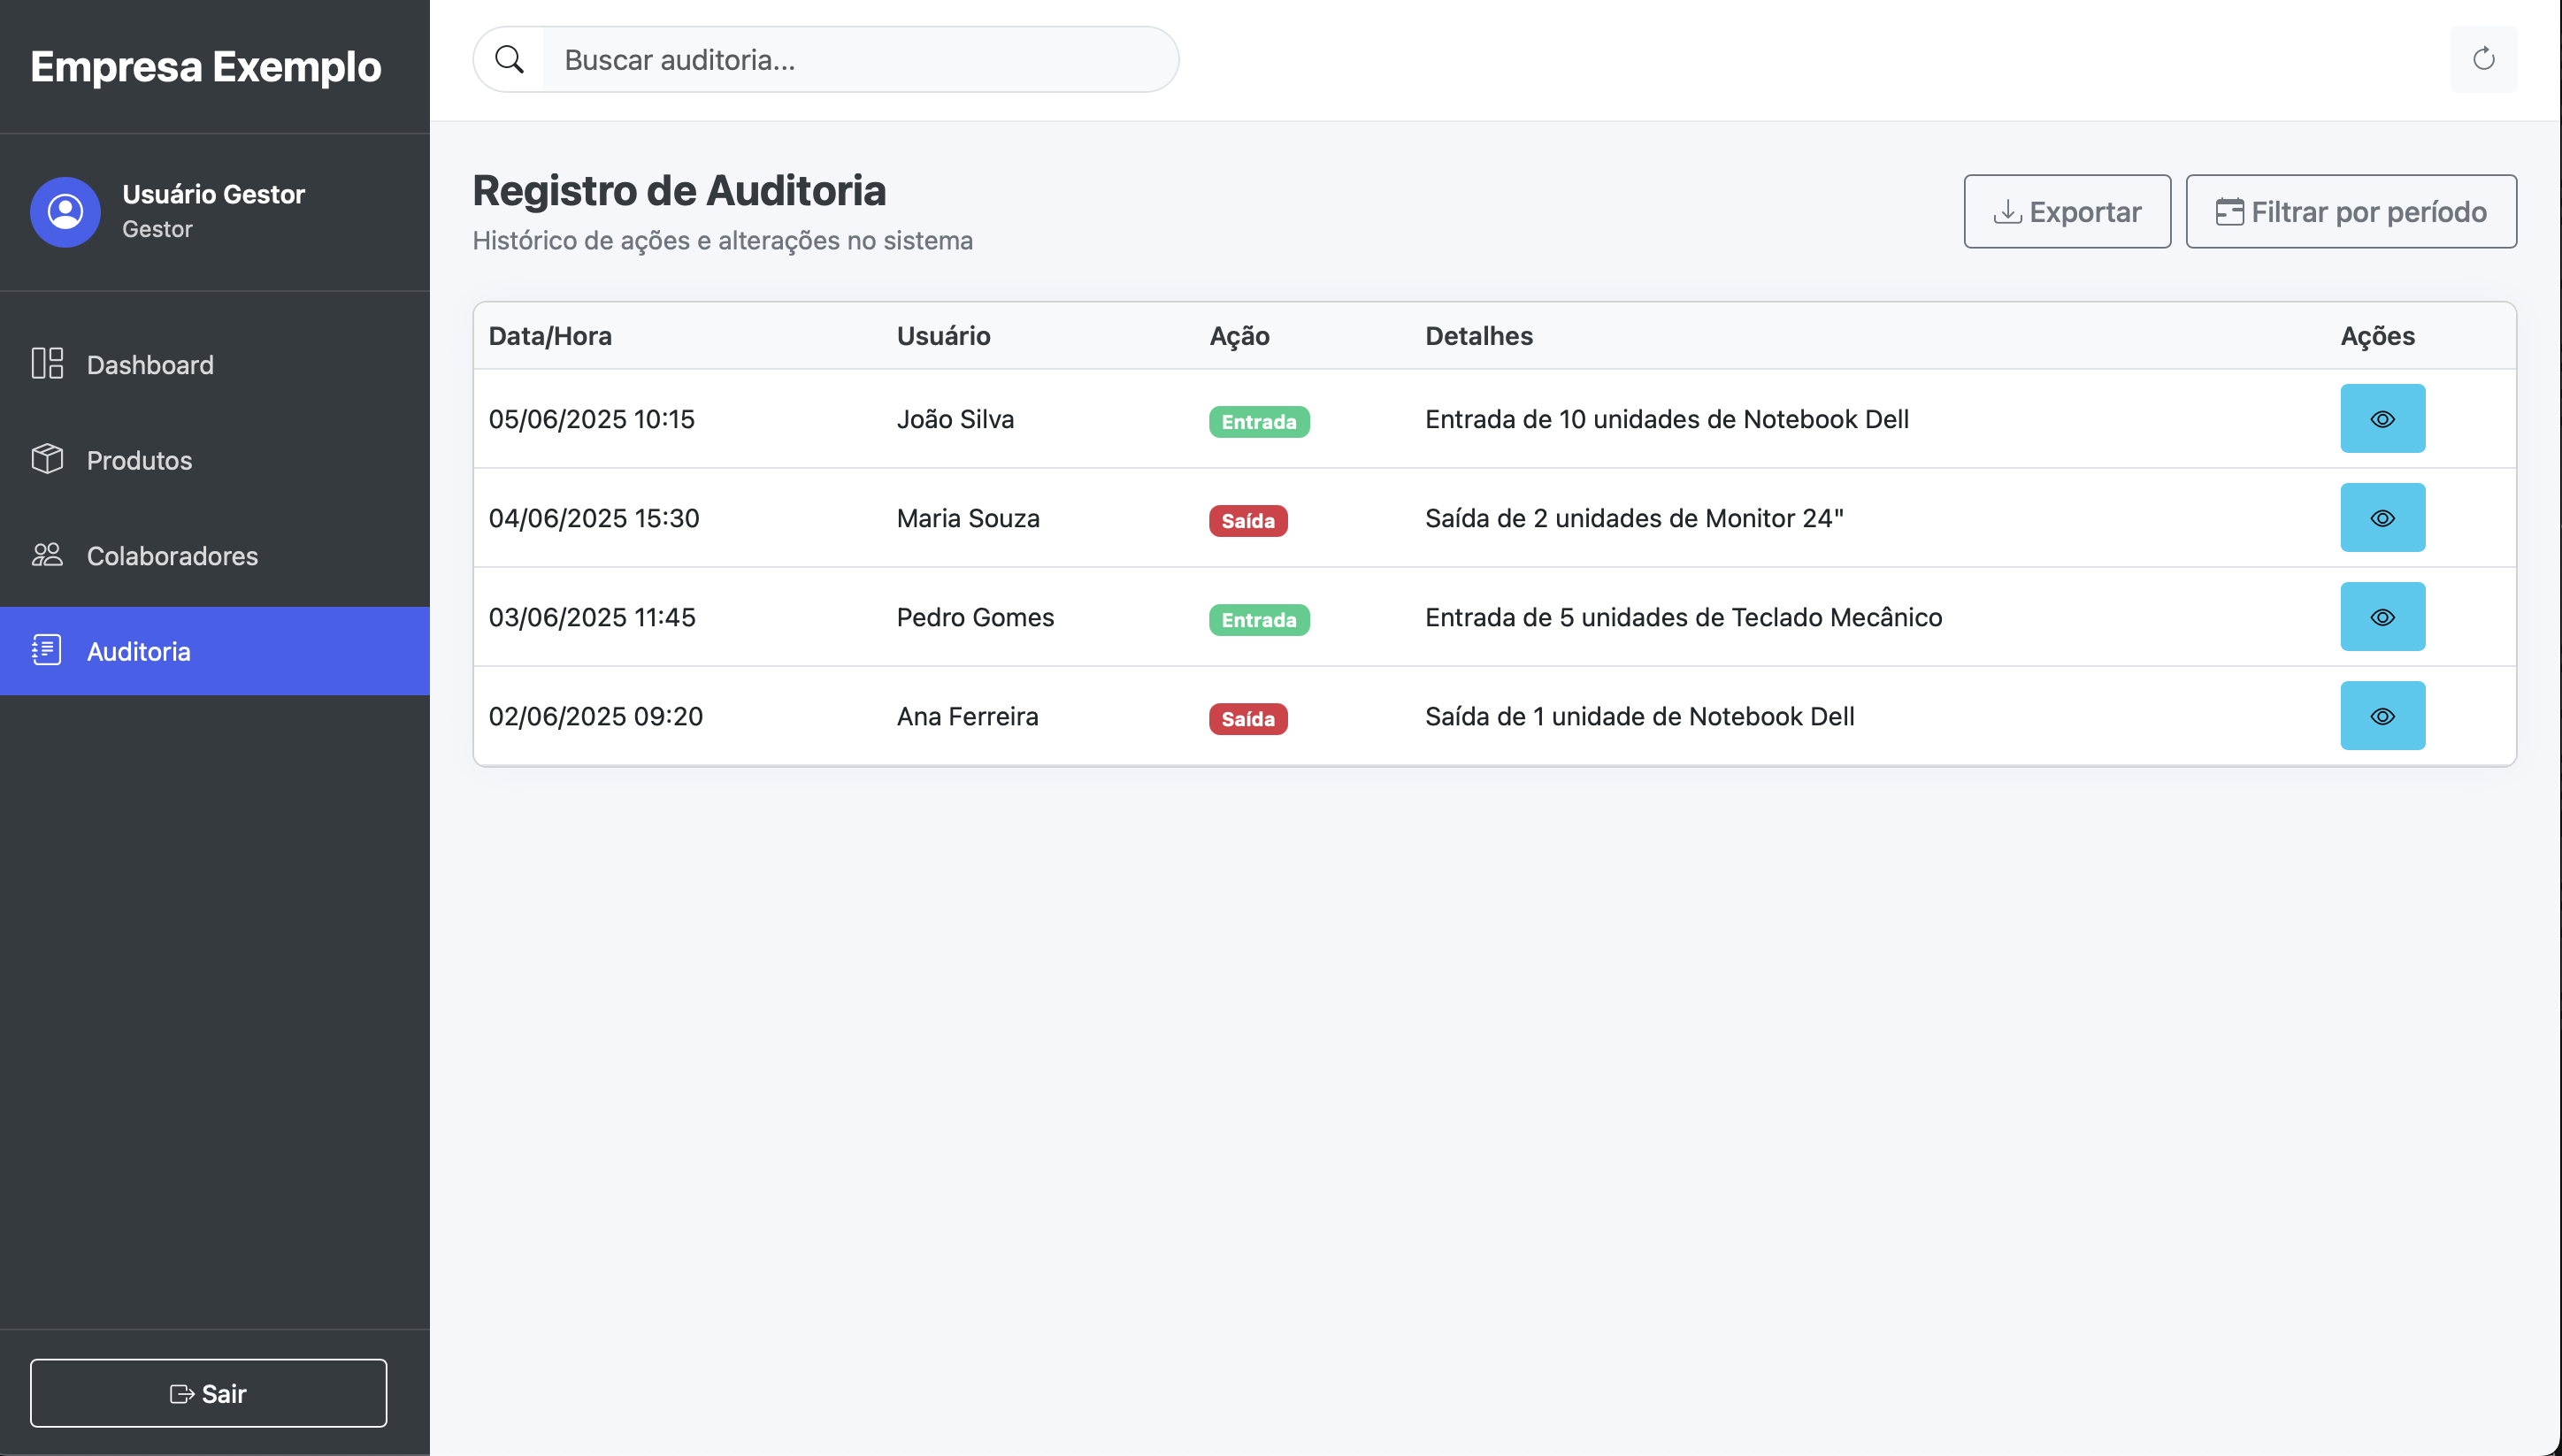 Empresa Exemplo
Usuário Gestor
Gestor
Dashboard
Produtos
Colaboradores
Auditoria
Sair
Buscar auditoria...
Registro de Auditoria
Histórico de ações e alterações no sistema
Exportar
Filtrar por período
Data/Hora Usuário Ação Detalhes Ações
05/06/2025 10:15 João Silva Entrada Entrada de 10 unidades de Notebook Dell
04/06/2025 15:30 Maria Souza Saída Saída de 2 unidades de Monitor 24"
03/06/2025 11:45 Pedro Gomes Entrada Entrada de 5 unidades de Teclado Mecânico
02/06/2025 09:20 Ana Ferreira Saída Saída de 1 unidade de Notebook Dell